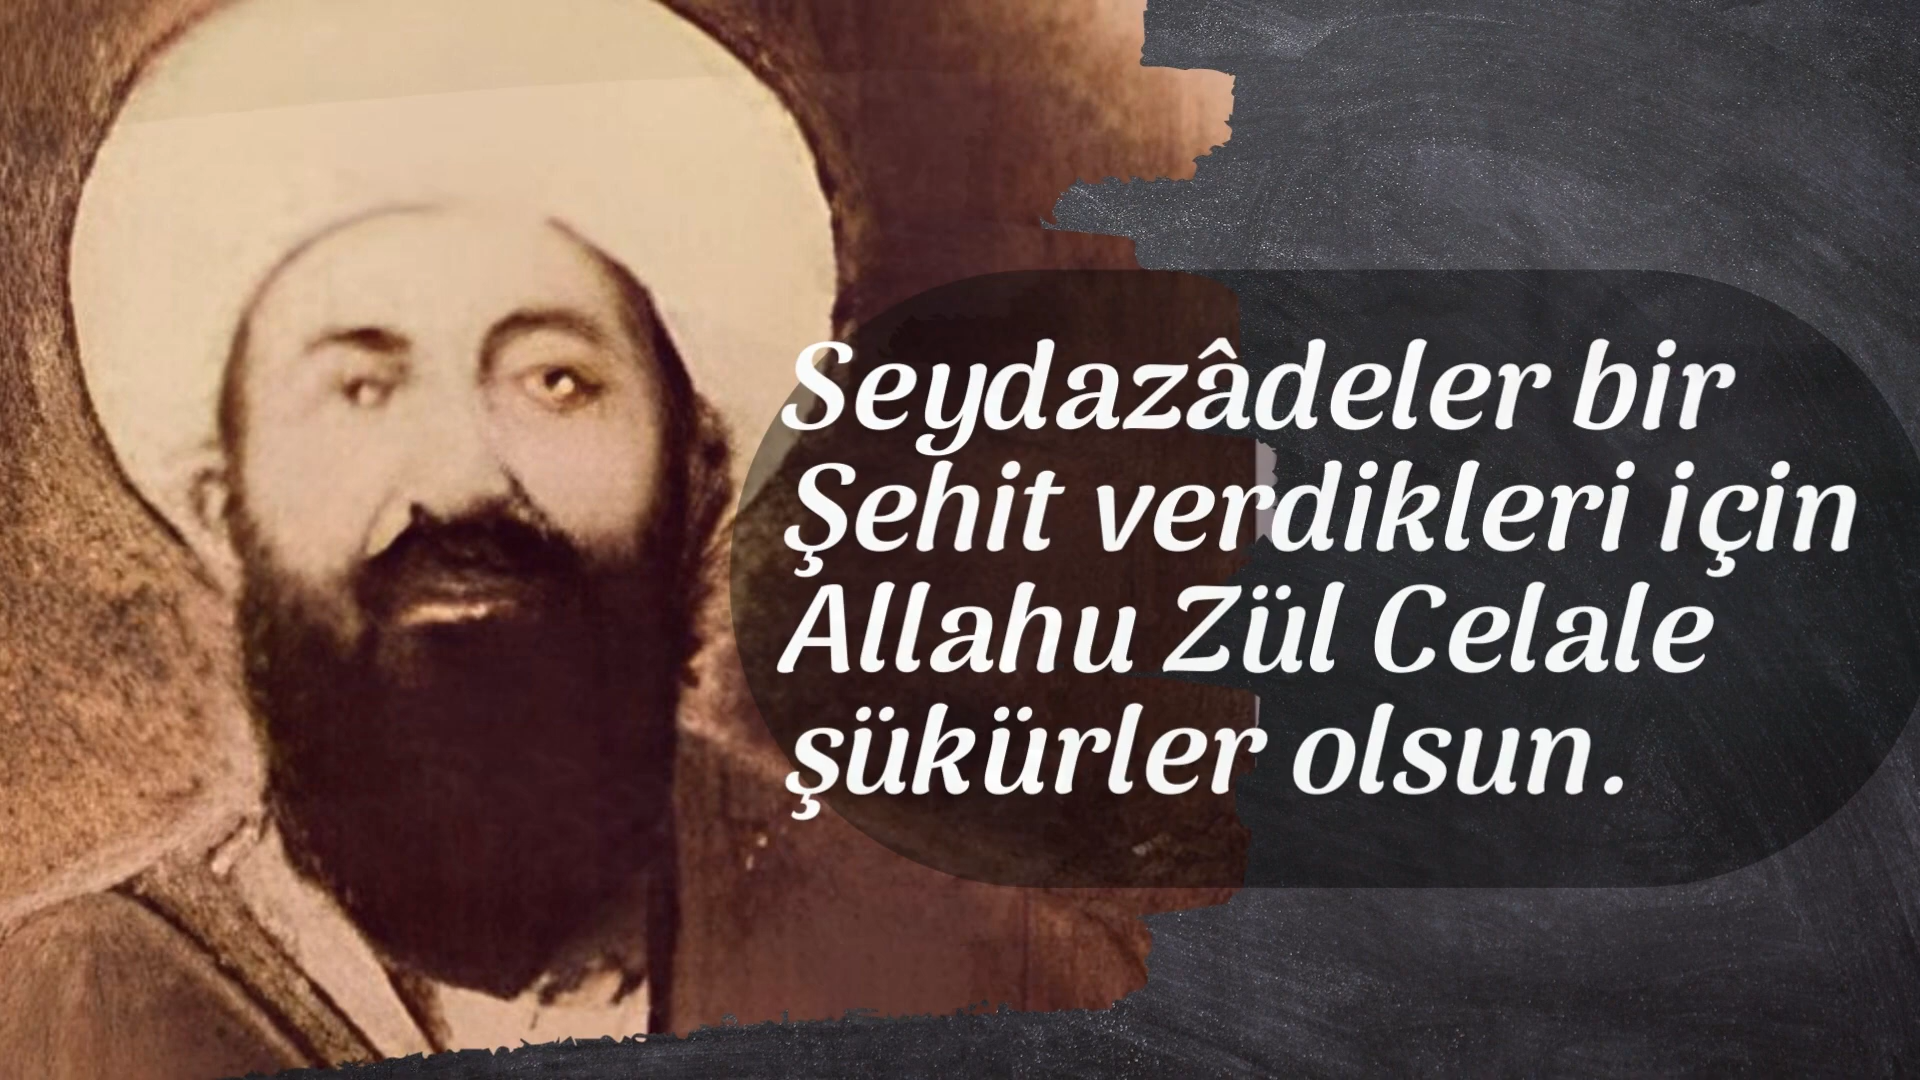 Seydazâdeler bir
Şehit verdikleri için
Allahu Zül Celale
şükürler olsun.